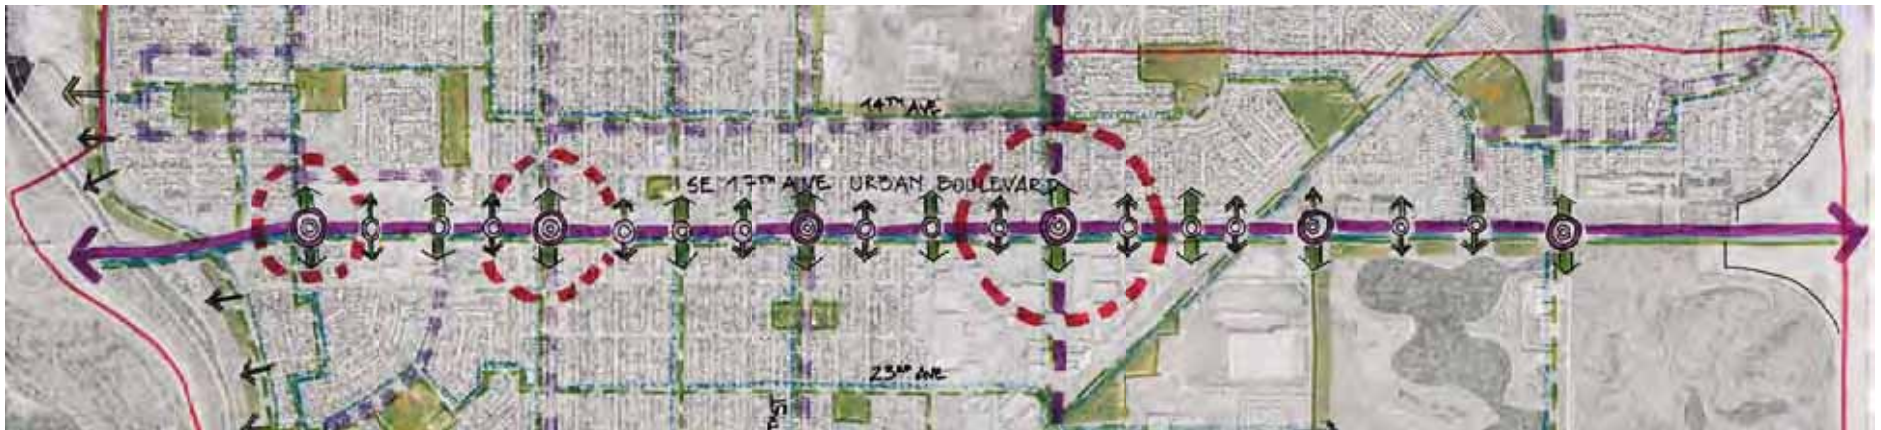 14TH AVE
SE 17TH AVE URBAN BOULEVARD
23RD AVE